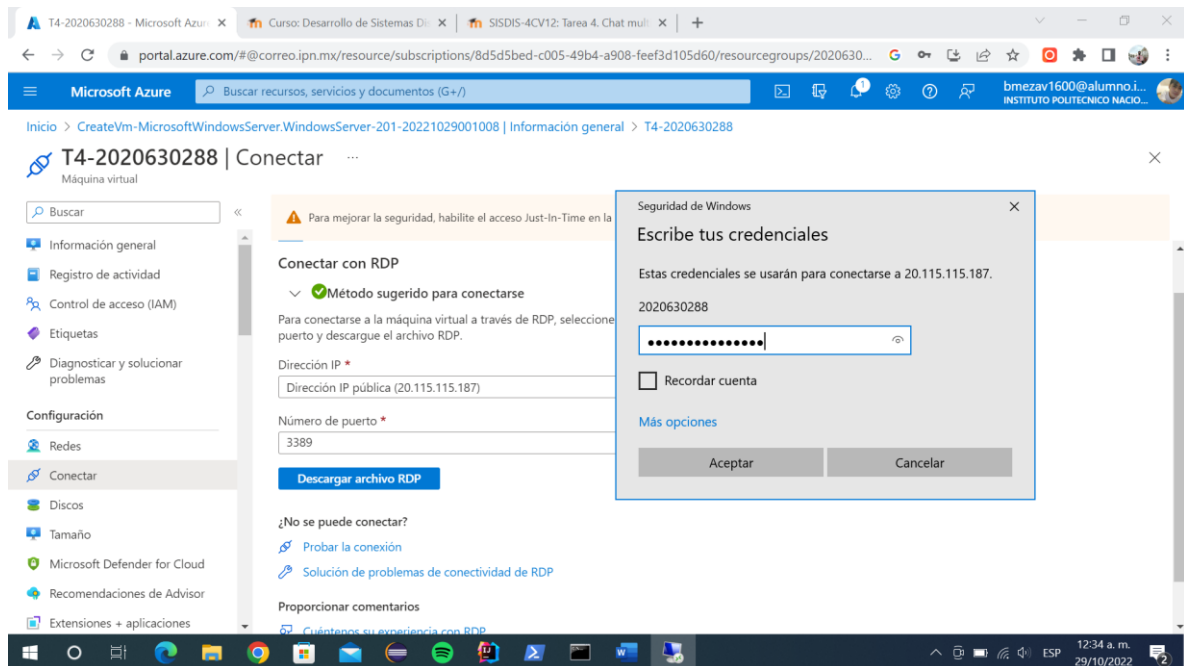 T4-2020630288 - Microsoft Azur
Curso: Desarrollo de Sistemas Di
SISDIS-4CV12: Tarea 4. Chat mult
portal.azure.com/#@correo.ipn.mx/resource/subscriptions/8d5d5bed-c005-49b4-a908-feef3d105d60/resourcegroups/2020630...
Microsoft Azure
Buscar recursos, servicios y documentos (G+/)
1
bmezav1600@alumno.i...
INSTITUTO POLITECNICO NACIO...
Inicio > CreateVm-MicrosoftWindowsServer.WindowsServer-201-20221029001008 | Información general > T4-2020630288
T4-2020630288 | Conectar ...
Máquina virtual
Buscar
Información general
Registro de actividad
Control de acceso (IAM)
Etiquetas
Diagnosticar y solucionar
problemas
Configuración
Redes
Conectar
Discos
Tamaño
Microsoft Defender for Cloud
Recomendaciones de Advisor
Extensiones + aplicaciones
Para mejorar la seguridad, habilite el acceso Just-In-Time en la
Conectar con RDP
Método sugerido para conectarse
Para conectarse a la máquina virtual a través de RDP, seleccione
puerto y descargue el archivo RDP.
Dirección IP *
Dirección IP pública (20.115.115.187)
Número de puerto *
3389
Descargar archivo RDP
¿No se puede conectar?
Probar la conexión
Solución de problemas de conectividad de RDP
Proporcionar comentarios
Cuéntenos su experiencia con RDP
Seguridad de Windows
Escribe tus credenciales
Estas credenciales se usarán para conectarse a 20.115.115.187.
2020630288
•••••••••••••••
Recordar cuenta
Más opciones
Aceptar
Cancelar
ESP
12:34 a. m.
29/10/2022
2